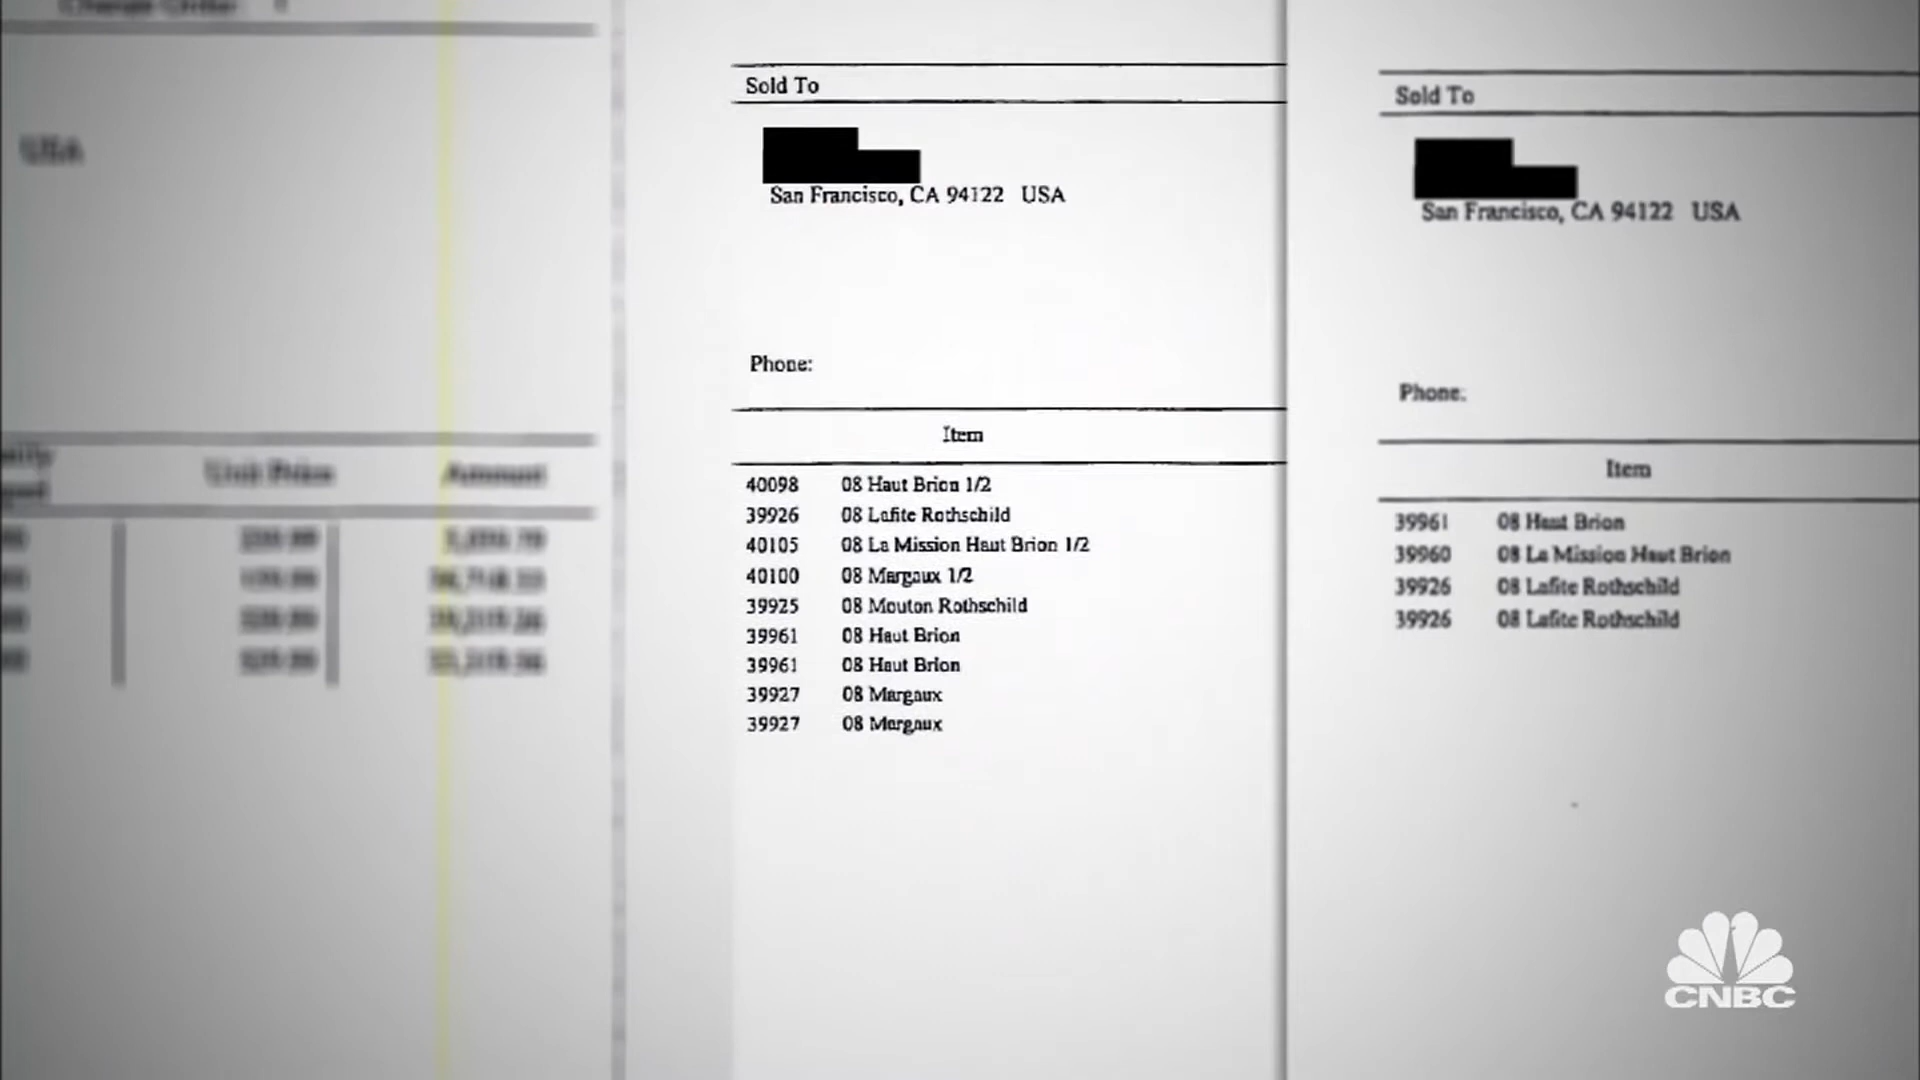 USA
Unit Price Amount
Sold To
San Francisco, CA 94122 USA
Phone:
Item
40098 08 Haut Brion 1/2
39926 08 Lafite Rothschild
40105 08 La Mission Haut Brion 1/2
40100 08 Margaux 1/2
39925 08 Mouton Rothschild
39961 08 Haut Brion
39961 08 Haut Brion
39927 08 Margaux
39927 08 Margaux
Sold To
San Francisco, CA 94122 USA
Phone:
Item
39961 08 Haut Brion
39960 08 La Mission Haut Brion
39926 08 Lafite Rothschild
39926 08 Lafite Rothschild
CNBC